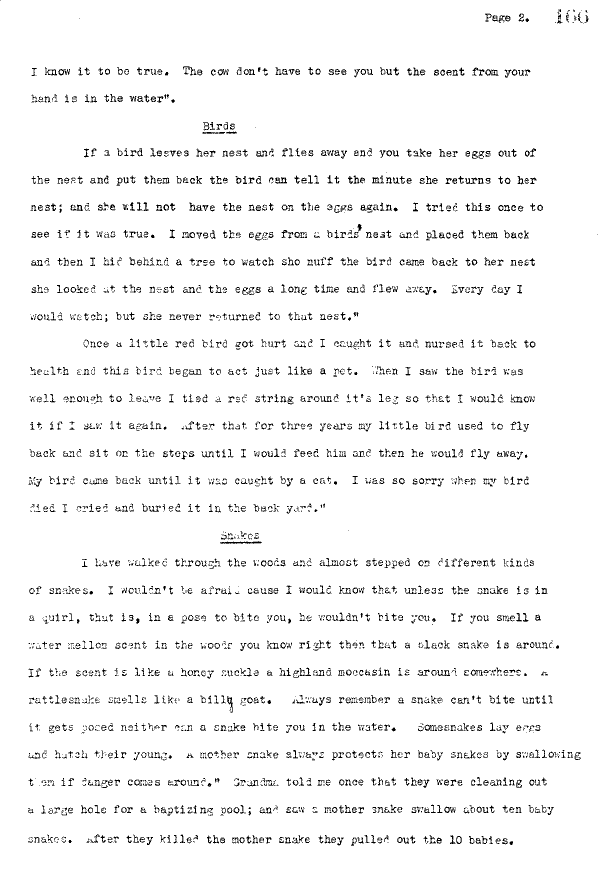 Page 2. 166
I know it to be true. The cow don't have to see you but the scent from your
hand is in the water".
Birds
If a bird leaves her nest and flies away and you take her eggs out of
the nest and put them back the bird can tell it the minute she returns to her
nest; and she will not have the nest on the eggs again. I tried this once to
see if it was true. I moved the eggs from a birds' nest and placed them back
and then I hid behind a tree to watch sho nuff the bird came back to her nest
she looked at the nest and the eggs a long time and flew away. Every day I
would watch; but she never returned to that nest."
Once a little red bird got hurt and I caught it and nursed it back to
health and this bird began to act just like a pet. When I saw the bird was
well enough to leave I tied a red string around it's leg so that I would know
it if I saw it again. After that for three years my little bird used to fly
back and sit on the steps until I would feed him and then he would fly away.
My bird came back until it was caught by a cat. I was so sorry when my bird
died I cried and buried it in the back yard."
Snakes
I have walked through the woods and almost stepped on different kinds
of snakes. I wouldn't be afraid cause I would know that unless the snake is in
a quirl, that is, in a pose to bite you, he wouldn't bite you. If you smell a
water mellon scent in the woods you know right then that a black snake is around.
If the scent is like a honey suckle a highland moccasin is around somewhere. A
rattlesnake smells like a billy goat. Always remember a snake can't bite until
it gets posed neither can a snake bite you in the water. Somesnakes lay eggs
and hatch their young. A mother snake always protects her baby snakes by swallowing
them if danger comes around." Grandma told me once that they were cleaning out
a large hole for a baptizing pool; and saw a mother snake swallow about ten baby
snakes. After they killed the mother snake they pulled out the 10 babies.